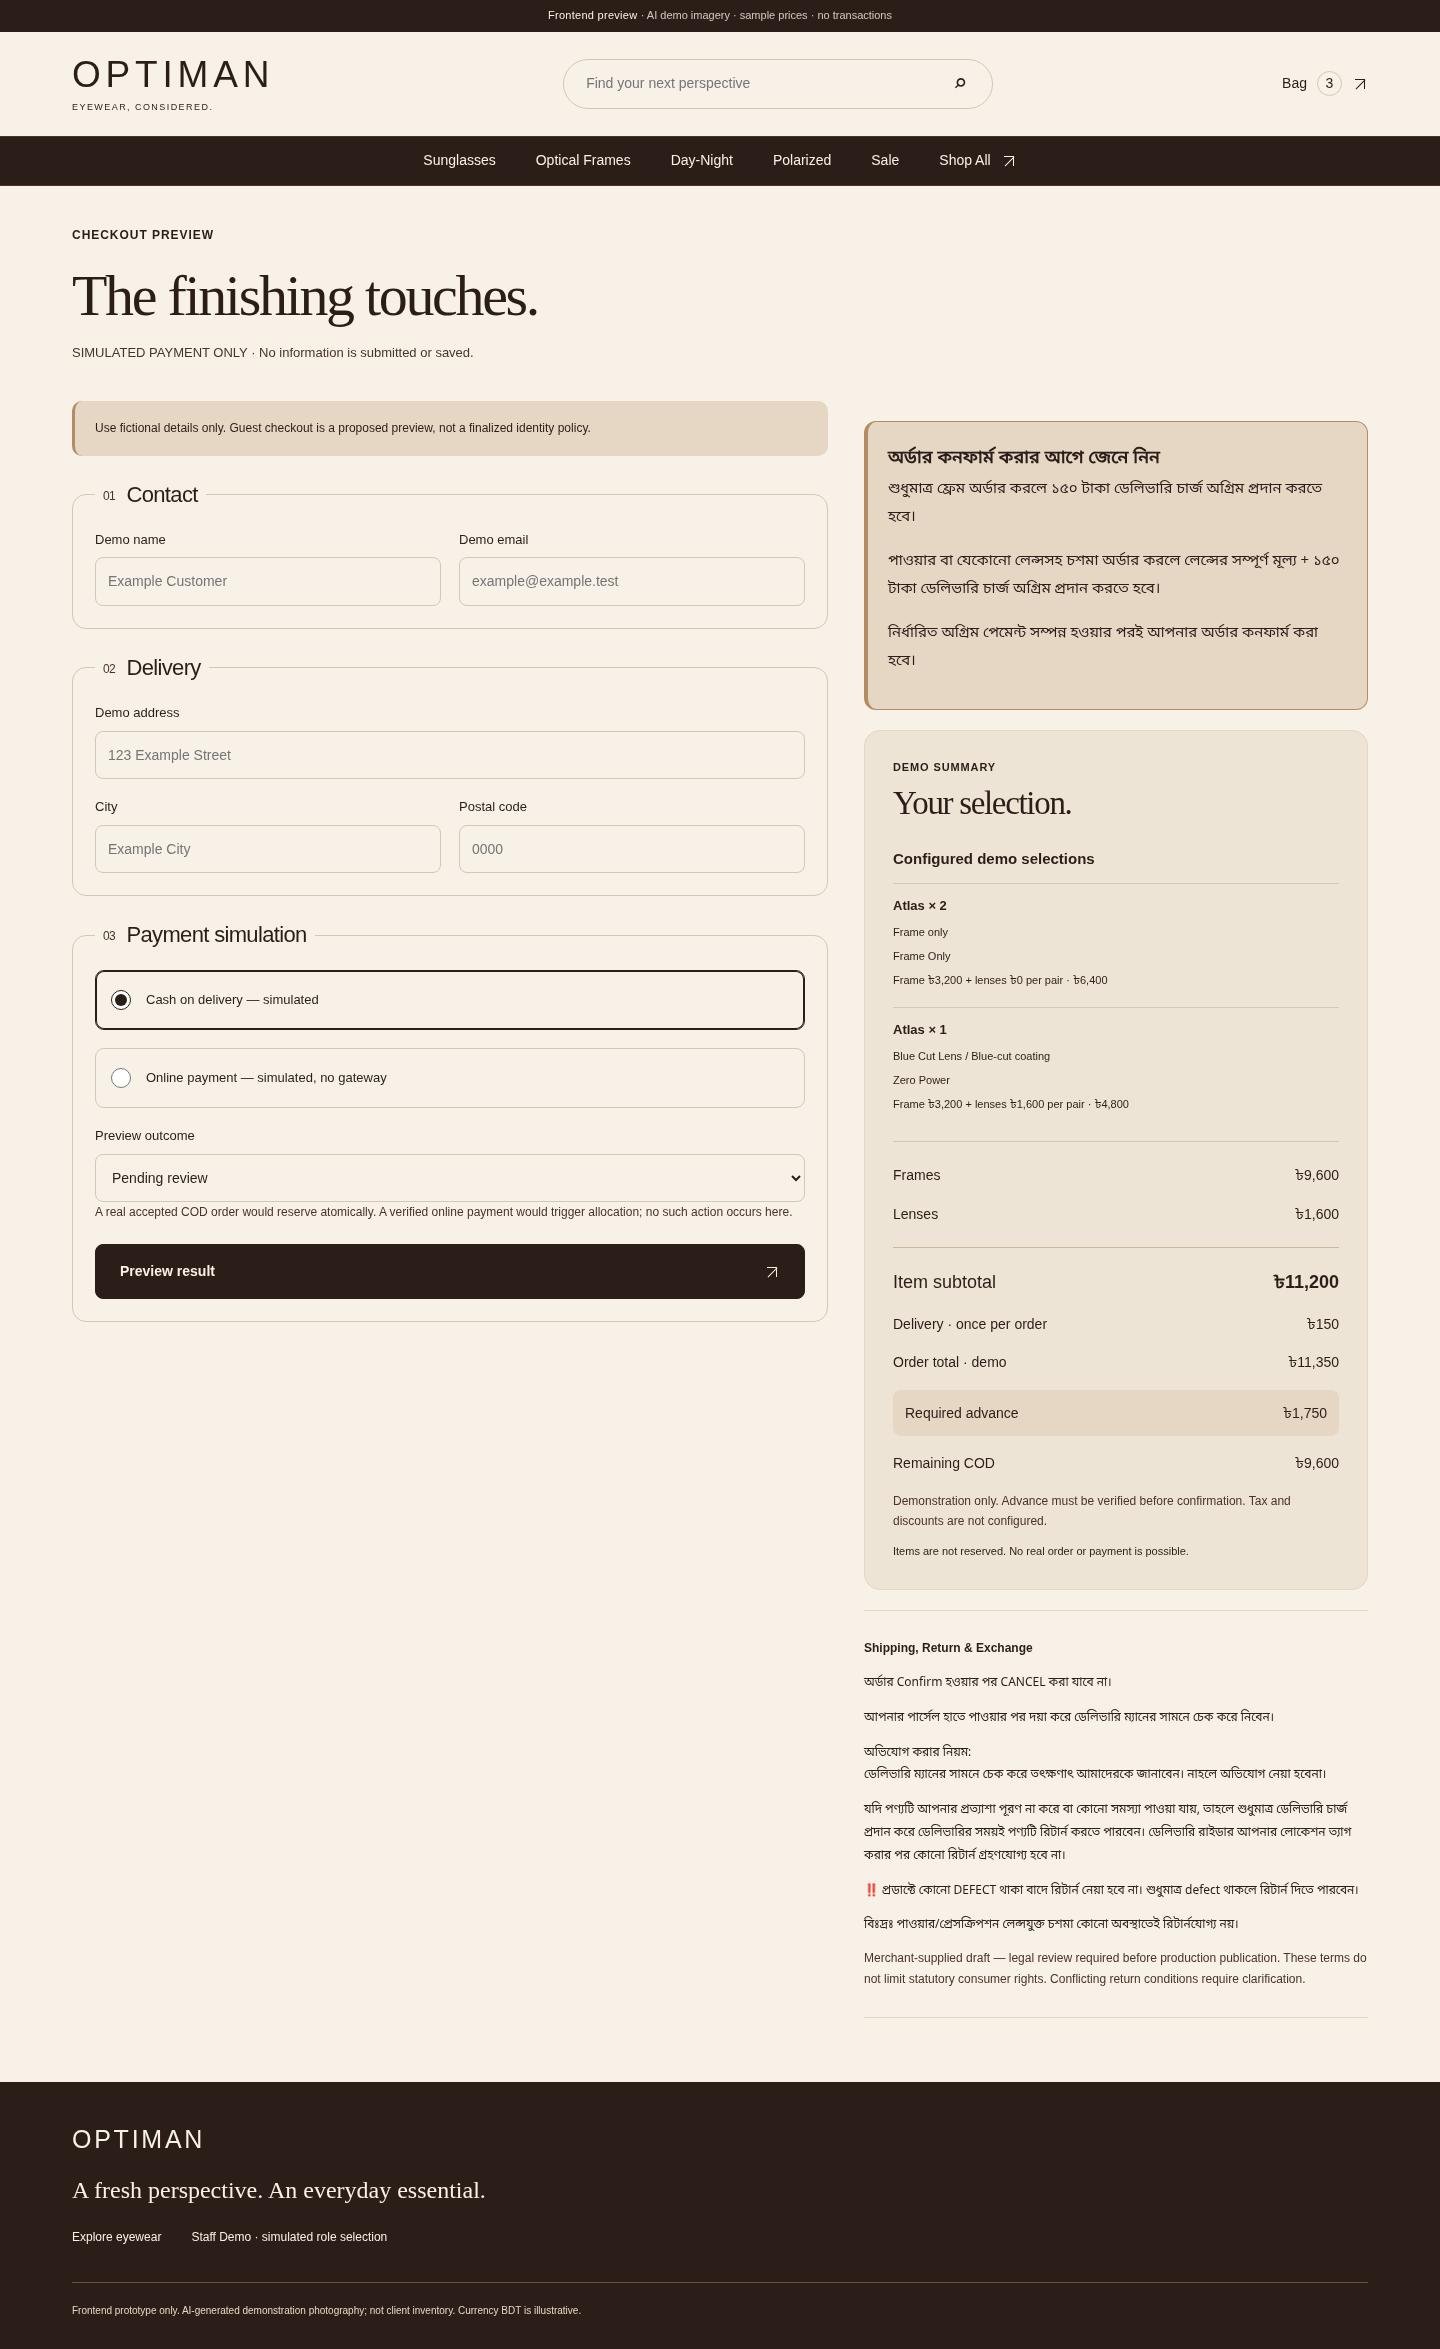 Frontend preview · AI demo imagery · sample prices · no transactions
OPTIMAN
EYEWEAR, CONSIDERED.
Find your next perspective
Bag 3
Sunglasses Optical Frames Day-Night Polarized Sale Shop All
CHECKOUT PREVIEW
The finishing touches.
SIMULATED PAYMENT ONLY · No information is submitted or saved.
Use fictional details only. Guest checkout is a proposed preview, not a finalized identity policy.
01 Contact
Demo name
Example Customer
Demo email
example@example.test
02 Delivery
Demo address
123 Example Street
City
Example City
Postal code
0000
03 Payment simulation
Cash on delivery — simulated
Online payment — simulated, no gateway
Preview outcome
Pending review
A real accepted COD order would reserve atomically. A verified online payment would trigger allocation; no such action occurs here.
Preview result
অর্ডার কনফার্ম করার আগে জেনে নিন
শুধুমাত্র ফ্রেম অর্ডার করলে ১৫০ টাকা ডেলিভারি চার্জ অগ্রিম প্রদান করতে
হবে।
পাওয়ার বা যেকোনো লেন্সসহ চশমা অর্ডার করলে লেন্সের সম্পূর্ণ মূল্য + ১৫০
টাকা ডেলিভারি চার্জ অগ্রিম প্রদান করতে হবে।
নির্ধারিত অগ্রিম পেমেন্ট সম্পন্ন হওয়ার পরই আপনার অর্ডার কনফার্ম করা
হবে।
DEMO SUMMARY
Your selection.
Configured demo selections
Atlas × 2
Frame only
Frame Only
Frame ৳3,200 + lenses ৳0 per pair · ৳6,400
Atlas × 1
Blue Cut Lens / Blue-cut coating
Zero Power
Frame ৳3,200 + lenses ৳1,600 per pair · ৳4,800
Frames ৳9,600
Lenses ৳1,600
Item subtotal ৳11,200
Delivery · once per order ৳150
Order total · demo ৳11,350
Required advance ৳1,750
Remaining COD ৳9,600
Demonstration only. Advance must be verified before confirmation. Tax and
discounts are not configured.
Items are not reserved. No real order or payment is possible.
Shipping, Return & Exchange
অর্ডার Confirm হওয়ার পর CANCEL করা যাবে না।
আপনার পার্সেল হাতে পাওয়ার পর দয়া করে ডেলিভারি ম্যানের সামনে চেক করে নিবেন।
অভিযোগ করার নিয়ম:
ডেলিভারি ম্যানের সামনে চেক করে তৎক্ষণাৎ আমাদেরকে জানাবেন। নাহলে অভিযোগ নেয়া হবেনা।
যদি পণ্যটি আপনার প্রত্যাশা পূরণ না করে বা কোনো সমস্যা পাওয়া যায়, তাহলে শুধুমাত্র ডেলিভারি চার্জ
প্রদান করে ডেলিভারির সময়ই পণ্যটি রিটার্ন করতে পারবেন। ডেলিভারি রাইডার আপনার লোকেশন ত্যাগ
করার পর কোনো রিটার্ন গ্রহণযোগ্য হবে না।
‼️ প্রডাক্টে কোনো DEFECT থাকা বাদে রিটার্ন নেয়া হবে না। শুধুমাত্র defect থাকলে রিটার্ন দিতে পারবেন।
বিঃদ্রঃ পাওয়ার/প্রেসক্রিপশন লেন্সযুক্ত চশমা কোনো অবস্থাতেই রিটার্নযোগ্য নয়।
Merchant-supplied draft — legal review required before production publication. These terms do
not limit statutory consumer rights. Conflicting return conditions require clarification.
OPTIMAN
A fresh perspective. An everyday essential.
Explore eyewear Staff Demo · simulated role selection
Frontend prototype only. AI-generated demonstration photography; not client inventory. Currency BDT is illustrative.